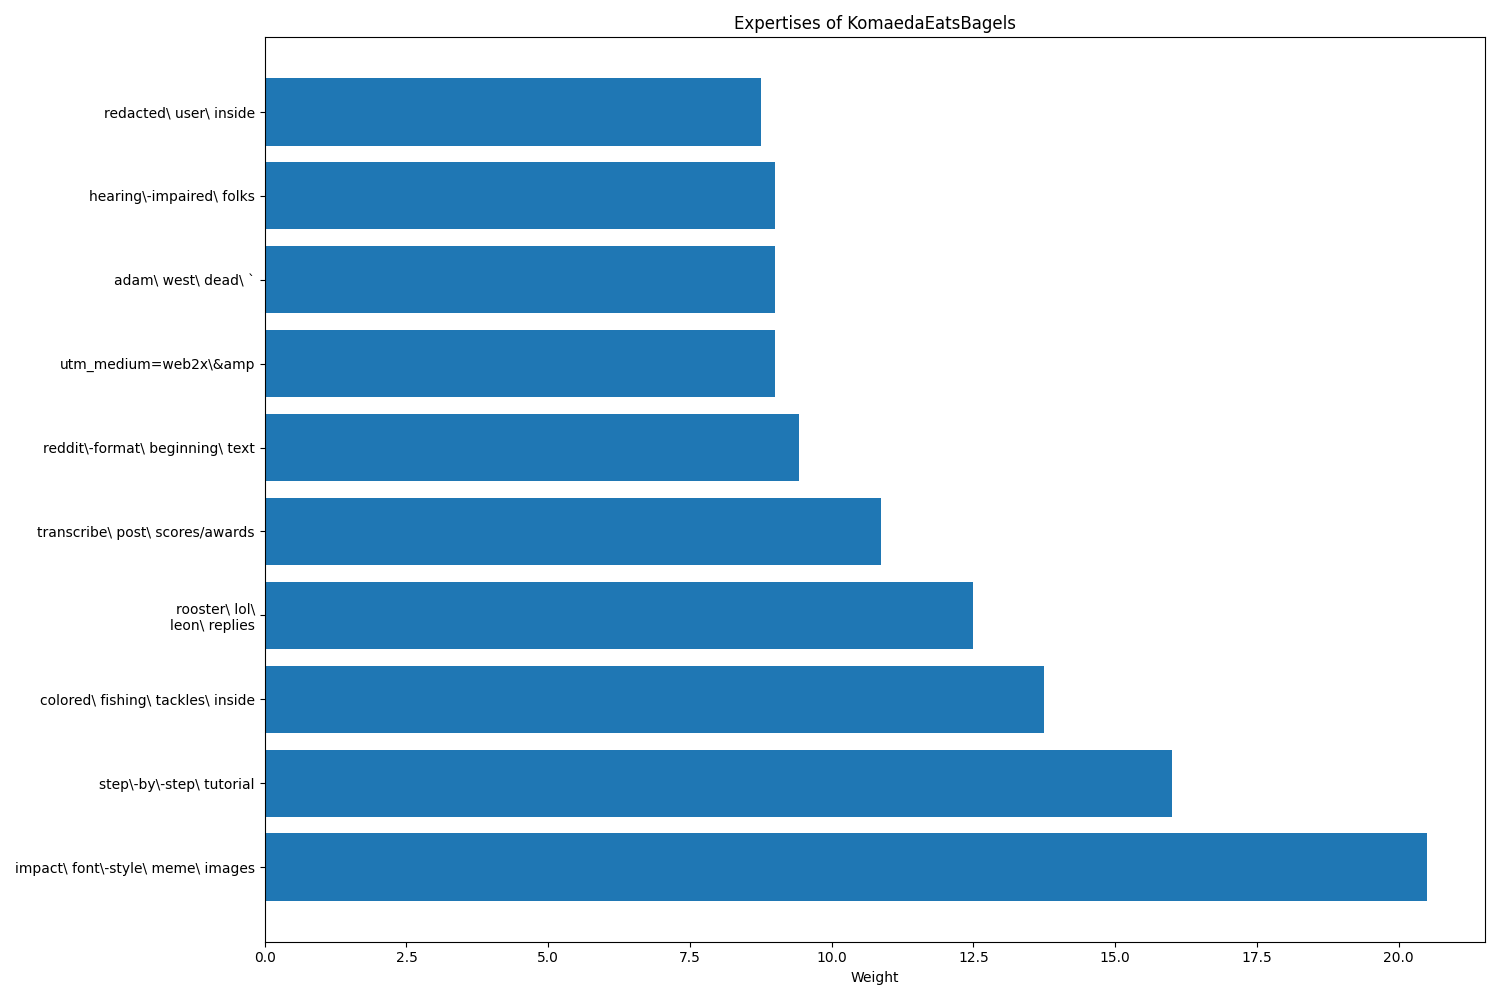 Expertises of KomaedaEatsBagels
redacted\ user\ inside
hearing\-impaired\ folks
adam\ west\ dead\ `
utm_medium=web2x\&amp
reddit\-format\ beginning\ text
transcribe\ post\ scores/awards
rooster\ lol\
leon\ replies
colored\ fishing\ tackles\ inside
step\-by\-step\ tutorial
impact\ font\-style\ meme\ images
0.0 2.5 5.0 7.5 10.0 12.5 15.0 17.5 20.0
Weight